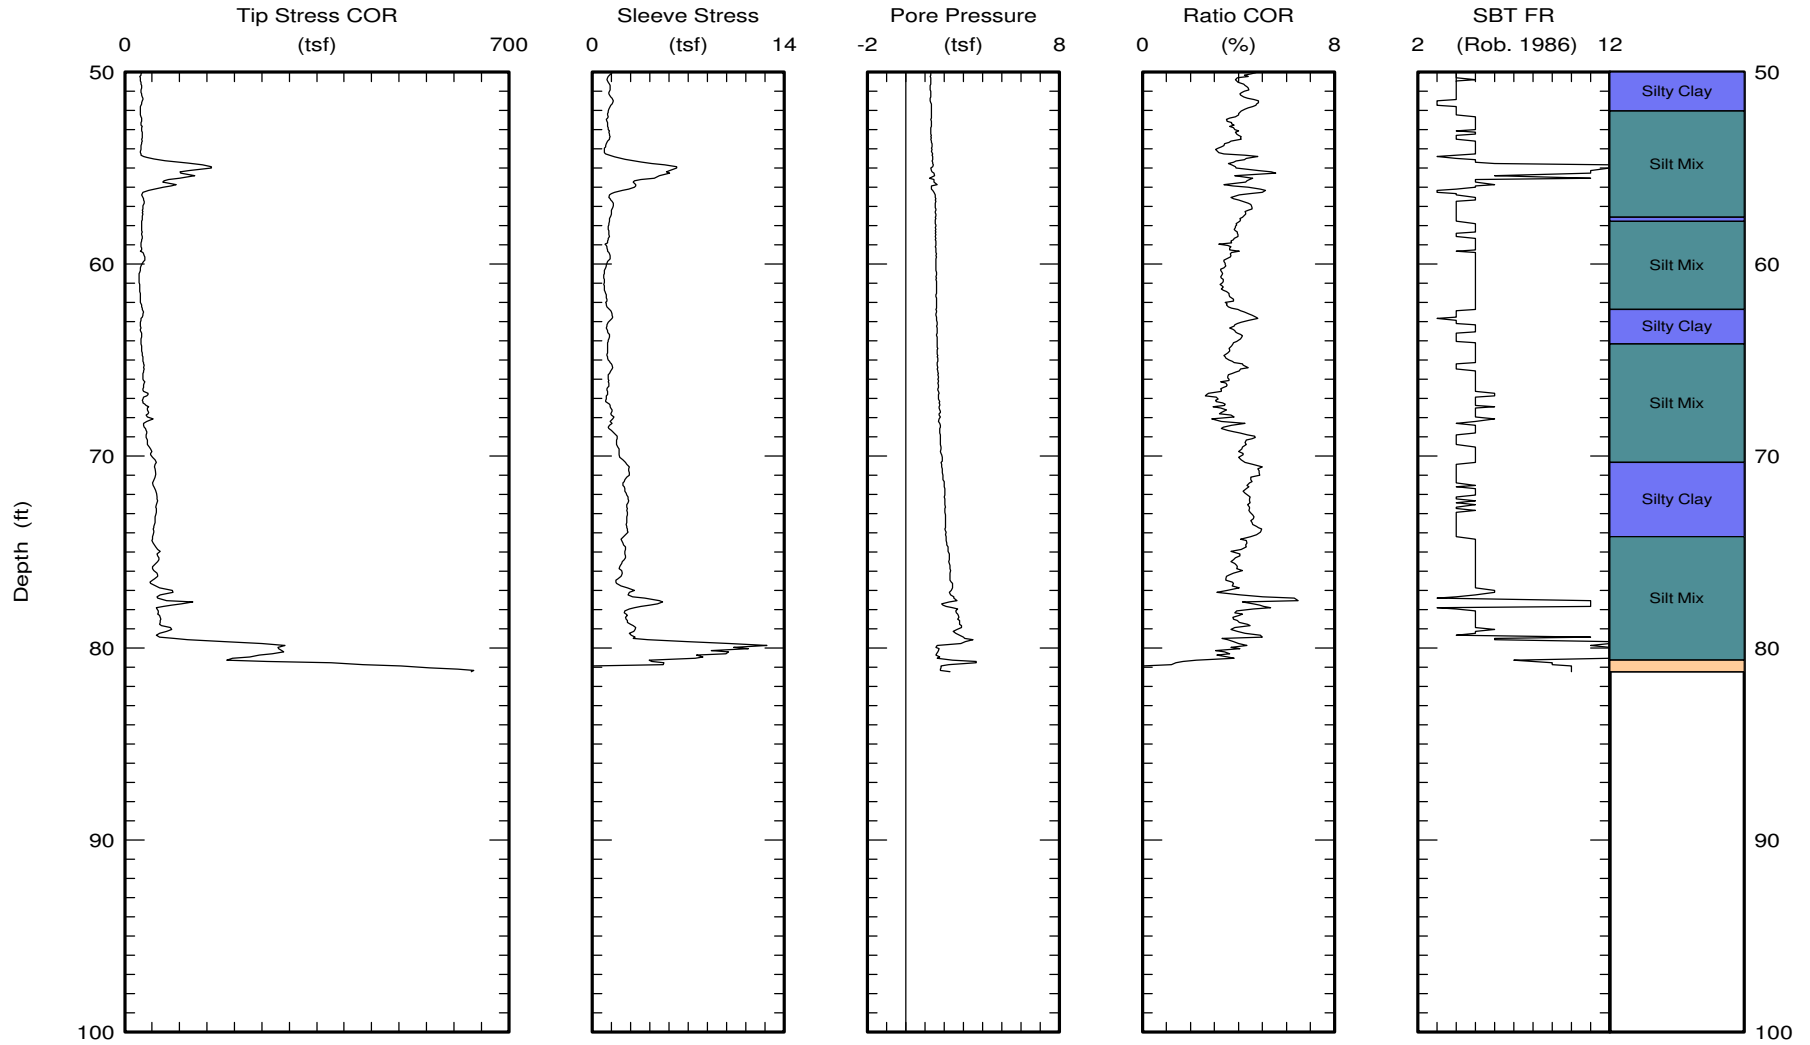 Tip Stress COR Sleeve Stress Pore Pressure Ratio COR SBT FR
0 (tsf) 700 0 (tsf) 14 -2 (tsf) 8 0 (%) 8 2 (Rob. 1986) 12
50 50
Silty Clay
Silt Mix
60 Silt Mix 60
Silty Clay
Silt Mix
70 70
Silty Clay
Depth (ft)
Silt Mix
80 80
90 90
100 100